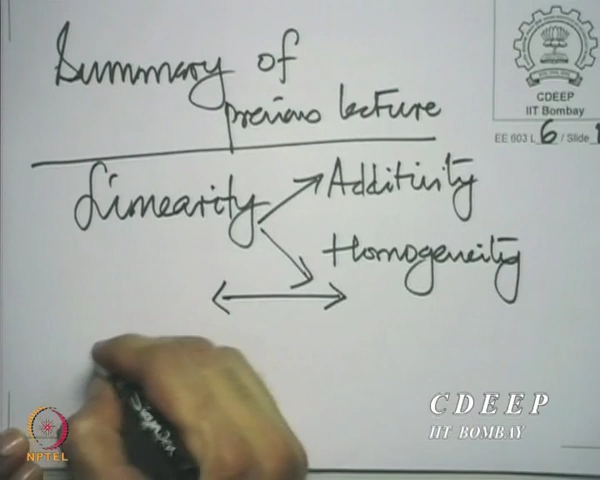 Summary of
previous lecture
Linearity
Additivity
Homogeneity
CDEEP
IIT Bombay
EE 603 L 6 / Slide 1
CDEEP
IIT BOMBAY
NPTEL